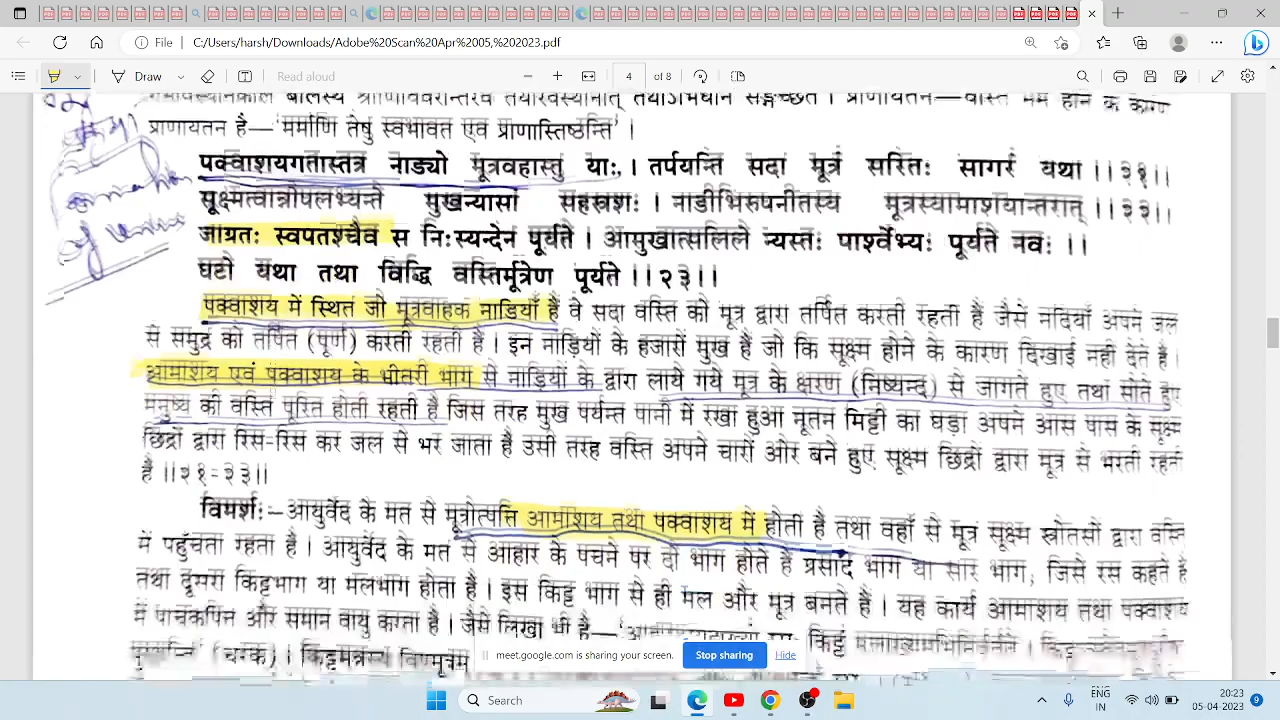 File C:/Users/harsh/Adobe%20Scan%20Apr%2005,%202023.pdf
Draw Read aloud 4 of 8
प्राणायतन है—'मर्माणि तेषु स्वभावत एव प्राणास्तिष्ठन्ति' ।
पक्वाशयगतास्तत्र नाड्यो मूत्रवहास्तु याः । तर्पयन्ति सदा मूत्रं सरितः सागरं यथा ।।२१।।
सूक्ष्मत्वान्नोपलभ्यन्ते मुखन्यासां सहस्त्रशः । नाडीभिरुपनीतस्य मूत्रस्यामाशयान्तरात् ।।२२।।
जाग्रतः स्वपतश्चैव स निःस्यन्देन पूर्यते । आमुखात्सलिले न्यस्तः पार्श्वेभ्यः पूर्यते नवः ।।
घटो यथा तथा विद्धि वस्तिर्मूत्रेण पूर्यते ।।२३।।
पक्वाशय में स्थित जो मूत्रवाहक नाडियाँ हैं वे सदा वस्ति को मूत्र द्वारा तर्पित करती रहती हैं जैसे नदियाँ अपने जल
से समुद्र को तर्पित (पूर्ण) करती रहती है । इन नाड़ियों के हजारों मुख हैं जो कि सूक्ष्म होने के कारण दिखाई नही देते है ।
आमाशय एवं पक्वाशय के भीतरी भाग से नाड़ियों के द्वारा लाये गये मूत्र के क्षरण (निष्यन्द) से जागते हुए तथा सोते हुए
मनुष्य की वस्ति पूरित होती रहती है जिस तरह मुख पर्यन्त पानी में रखा हुआ नूतन मिट्टी का घड़ा अपने आस पास के सूक्ष्म
छिद्रों द्वारा रिस-रिस कर जल से भर जाता है उसी तरह वस्ति अपने चारों ओर बने हुए सूक्ष्म छिद्रों द्वारा मूत्र से भरती रहती
है ।।२१-२३।।
विमर्शः-आयुर्वेद के मत से मूत्रोत्पत्ति आमाशय तथा पक्वाशय में होती है तथा वहाँ से मूत्र सूक्ष्म स्त्रोतसों द्वारा वस्ति
में पहुँचता रहता है । आयुर्वेद के मत से आहार के पचने पर दो भाग होते हैं प्रसाद भाग या सार भाग, जिसे रस कहते हैं
तथा दूसरा किट्टभाग या मलभाग होता है । इस किट्ट भाग से ही मल और मूत्र बनते हैं । यह कार्य आमाशय तथा पक्वाशय
में पाचकपित्त और समान वायु करता है । जैसे लिखा भी है—
meet.google.com is sharing your screen. Stop sharing Hide
Search
ENG
IN
20:23
05-04-2023